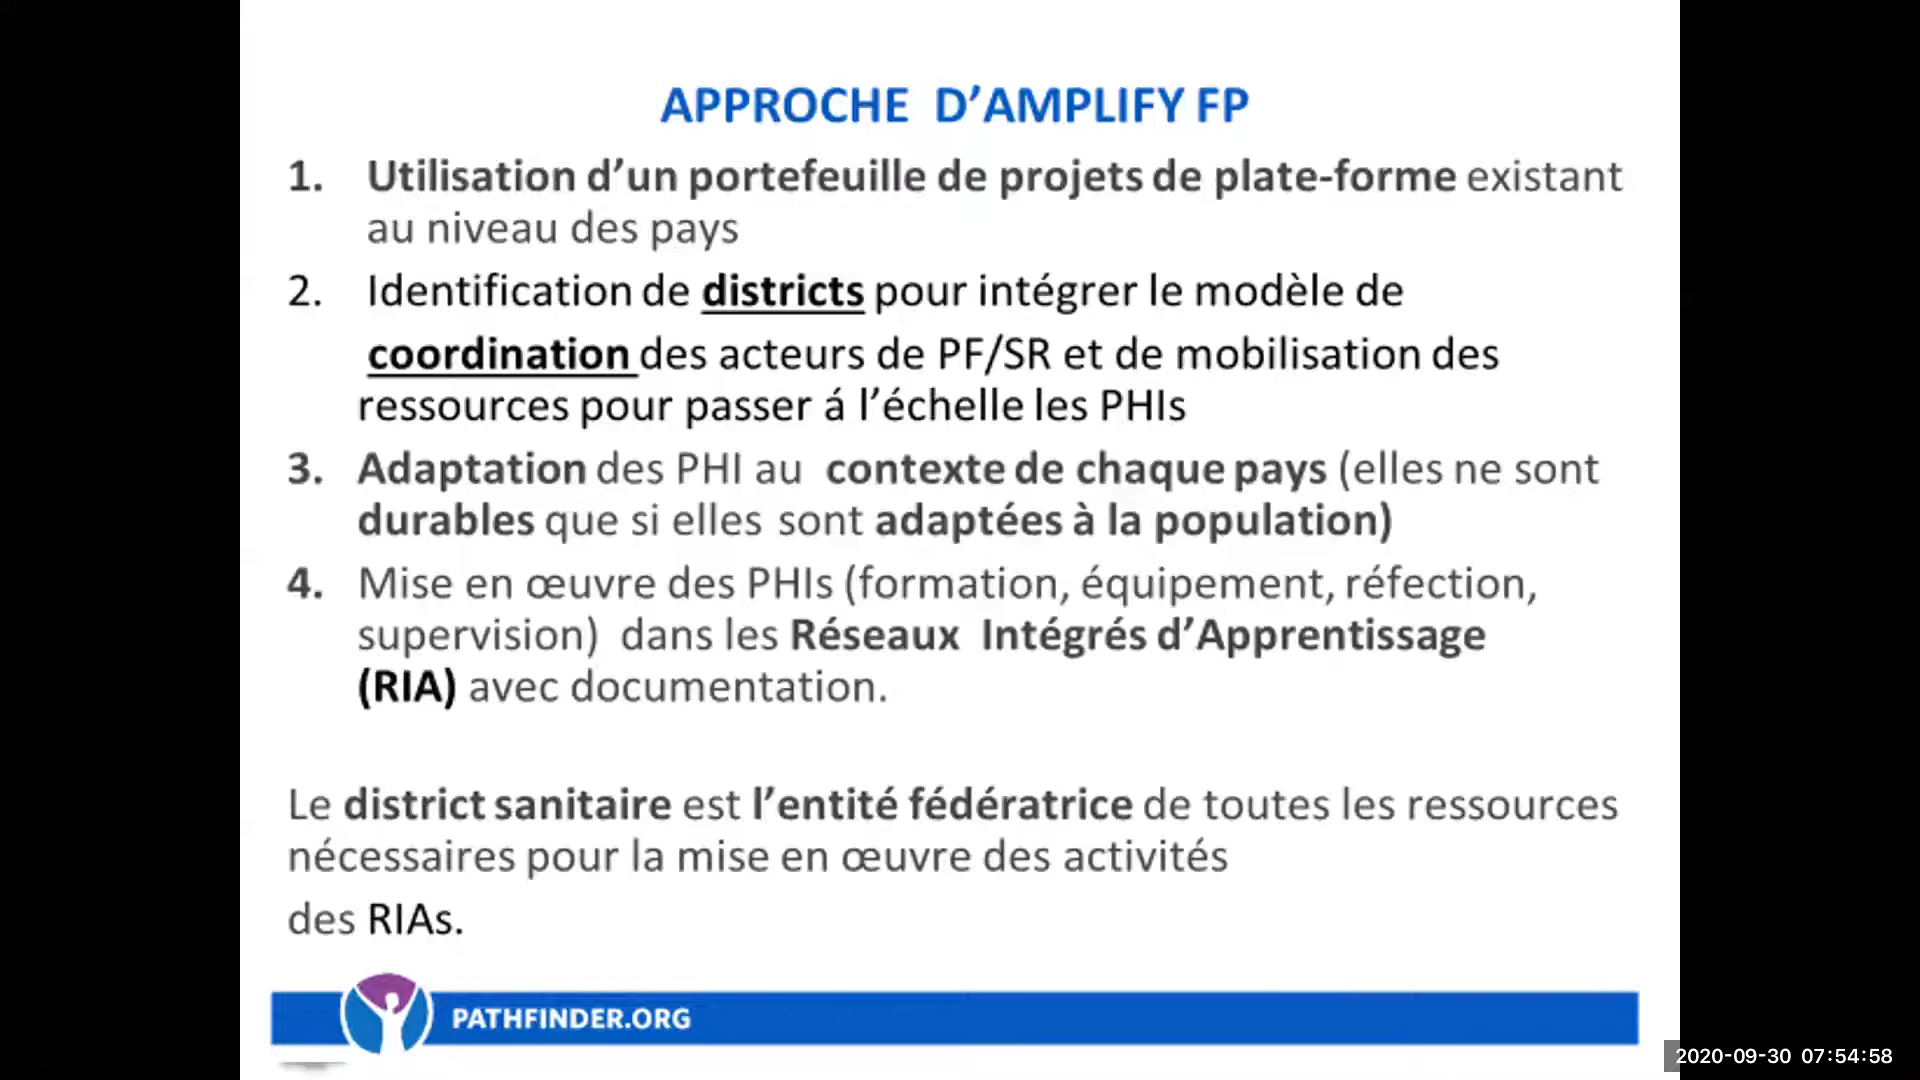 APPROCHE D’AMPLIFY FP
1. Utilisation d’un portefeuille de projets de plate-forme existant
au niveau des pays
2. Identification de districts pour intégrer le modèle de
coordination des acteurs de PF/SR et de mobilisation des
ressources pour passer á l’échelle les PHIs
3. Adaptation des PHI au contexte de chaque pays (elles ne sont
durables que si elles sont adaptées à la population)
4. Mise en œuvre des PHIs (formation, équipement, réfection,
supervision) dans les Réseaux Intégrés d’Apprentissage
(RIA) avec documentation.
Le district sanitaire est l’entité fédératrice de toutes les ressources
nécessaires pour la mise en œuvre des activités
des RIAs.
PATHFINDER.ORG
2020-09-30 07:54:58